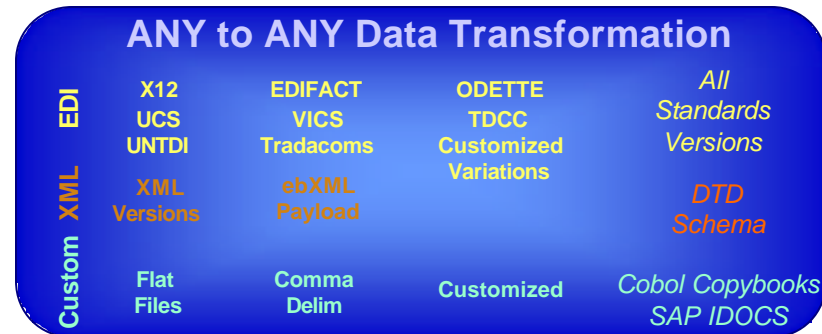 ANY to ANY Data Transformation
EDI
X12
UCS
UNTDI
EDIFACT
VICS
Tradacoms
ODETTE
TDCC
Customized
Variations
All
Standards
Versions
XML
XML
Versions
ebXML
Payload
DTD
Schema
Custom
Flat
Files
Comma
Delim
Customized
Cobol Copybooks
SAP IDOCS